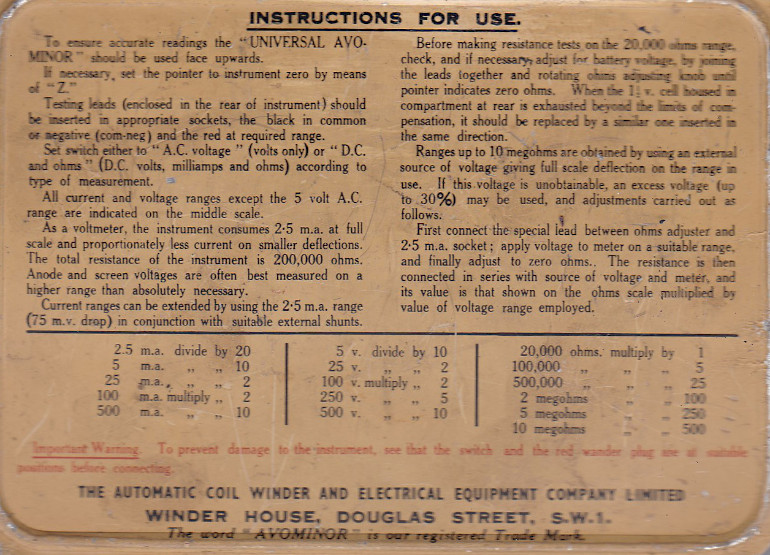 INSTRUCTIONS FOR USE.
To ensure accurate readings the "UNIVERSAL AVO-
MINOR" should be used face upwards.
If necessary, set the pointer to instrument zero by means
of "Z."
Testing leads (enclosed in the rear of instrument) should
be inserted in appropriate sockets, the black in common
or negative (com-neg) and the red at required range.
Set switch either to "A.C. voltage" (volts only) or "D.C.
and ohms" (D.C. volts, milliamps and ohms) according to
type of measurement.
All current and voltage ranges except the 5 volt A.C.
range are indicated on the middle scale.
As a voltmeter, the instrument consumes 2·5 m.a. at full
scale and proportionately less current on smaller deflections.
The total resistance of the instrument is 200,000 ohms.
Anode and screen voltages are often best measured on a
higher range than absolutely necessary.
Current ranges can be extended by using the 2·5 m.a. range
(75 m.v. drop) in conjunction with suitable external shunts.
Before making resistance tests on the 20,000 ohms range,
check, and if necessary, adjust for battery voltage, by joining
the leads together and rotating ohms adjusting knob until
pointer indicates zero ohms. When the 1½ v. cell housed in
compartment at rear is exhausted beyond the limits of com-
pensation, it should be replaced by a similar one inserted in
the same direction.
Ranges up to 10 megohms are obtained by using an external
source of voltage giving full scale deflection on the range in
use. If this voltage is unobtainable, an excess voltage (up
to 30%) may be used, and adjustments carried out as
follows.
First connect the special lead between ohms adjuster and
2·5 m.a. socket; apply voltage to meter on a suitable range,
and finally adjust to zero ohms. The resistance is then
connected in series with source of voltage and meter, and
its value is that shown on the ohms scale multiplied by
value of voltage range employed.
2.5 m.a. divide by 20
5 m.a. " " 10
25 m.a. " " 2
100 m.a. multiply " 2
500 m.a. " " 10
5 v. divide by 10
25 v. " " 2
100 v. multiply " 2
250 v. " " 5
500 v. " " 10
20,000 ohms. multiply by 1
100,000 " " 5
500,000 " " 25
2 megohms " " 100
5 megohms " " 250
10 megohms " " 500
Important Warning. To prevent damage to the instrument, see that the switch and the red wander plug are at suitable
positions before connecting.
THE AUTOMATIC COIL WINDER AND ELECTRICAL EQUIPMENT COMPANY LIMITED
WINDER HOUSE, DOUGLAS STREET, S.W.1.
The word "AVOMINOR" is our registered Trade Mark.